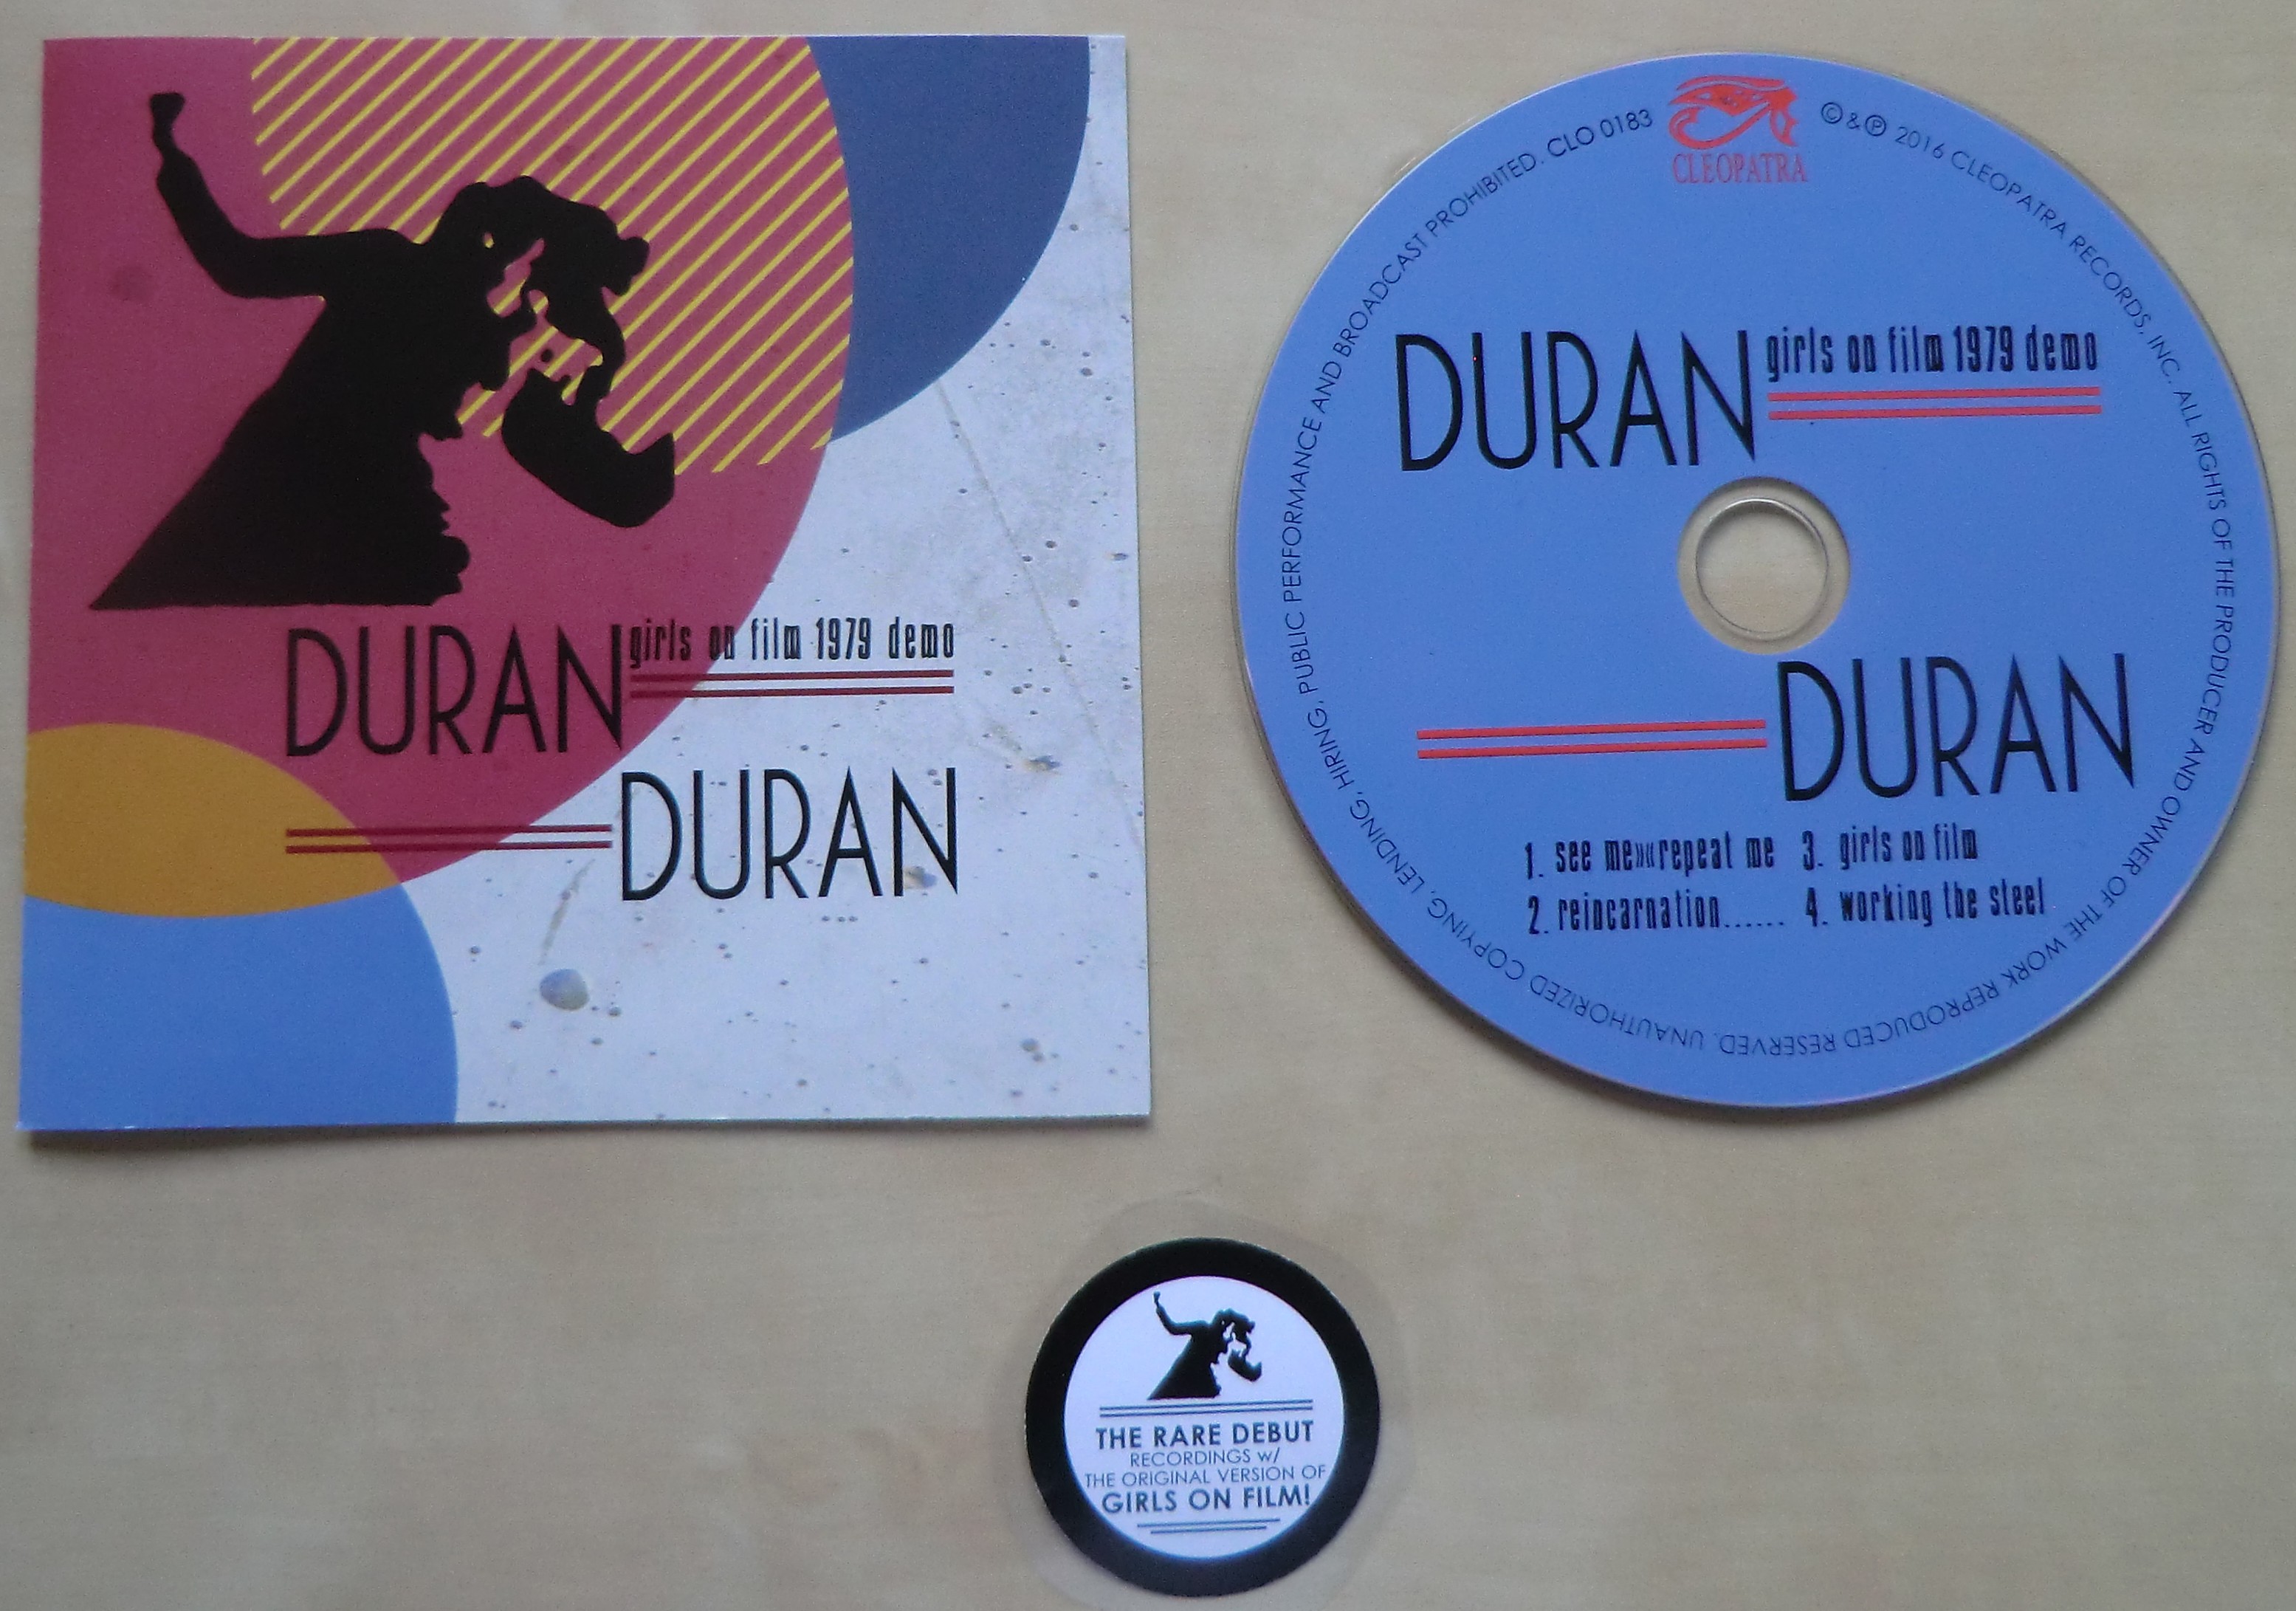 DURAN girls on film 1979 demo
DURAN
CLEOPATRA
© & ℗ 2016 CLEOPATRA RECORDS, INC. ALL RIGHTS OF THE PRODUCER AND OWNER OF THE WORK REPRODUCED RESERVED. UNAUTHORIZED COPYING, LENDING, HIRING, PUBLIC PERFORMANCE AND BROADCAST PROHIBITED. CLO 0183
DURAN girls on film 1979 demo
DURAN
1. see me»«repeat me 3. girls on film
2. reincarnation...... 4. working the steel
THE RARE DEBUT
RECORDINGS w/
THE ORIGINAL VERSION OF
GIRLS ON FILM!